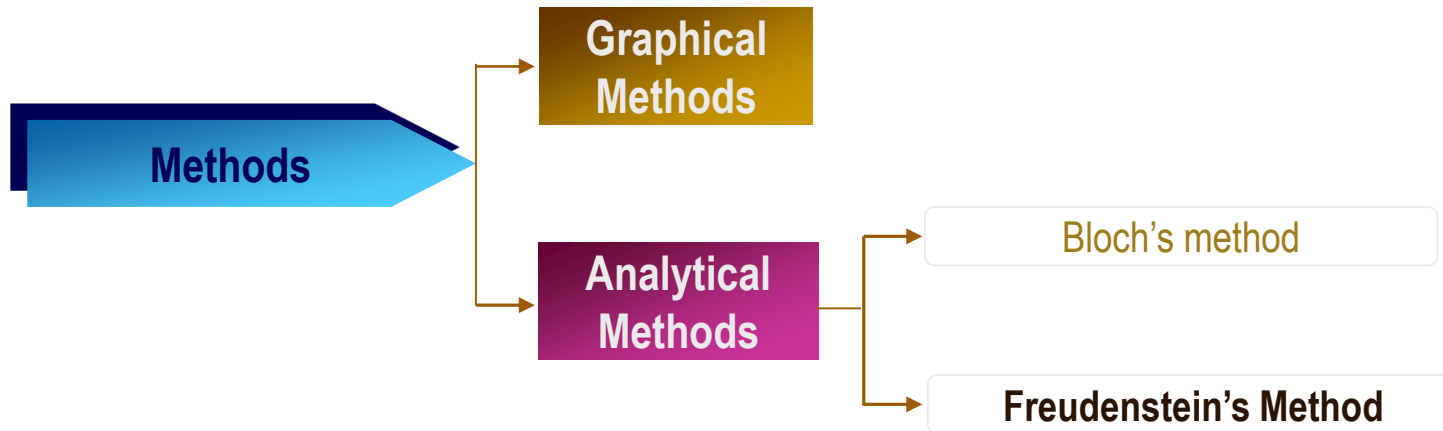 Methods
Graphical
Methods
Analytical
Methods
Bloch’s method
Freudenstein’s Method